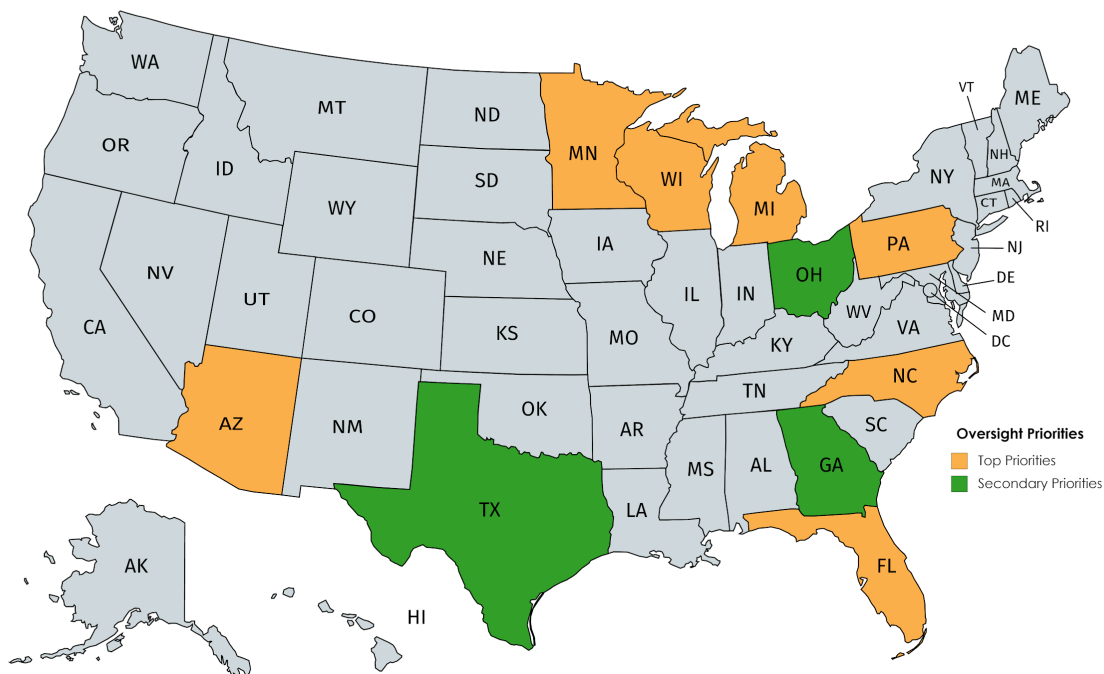 WA
MT
ND
MN
VT
ME
OR
ID
SD
WI
MI
NY
NH
MA
CT
RI
WY
NV
UT
CO
NE
IA
IL
IN
OH
PA
NJ
DE
MD
DC
CA
KS
MO
KY
WV
VA
AZ
NM
OK
AR
TN
NC
SC
TX
LA
MS
AL
GA
FL
AK
HI
Oversight Priorities
Top Priorities
Secondary Priorities